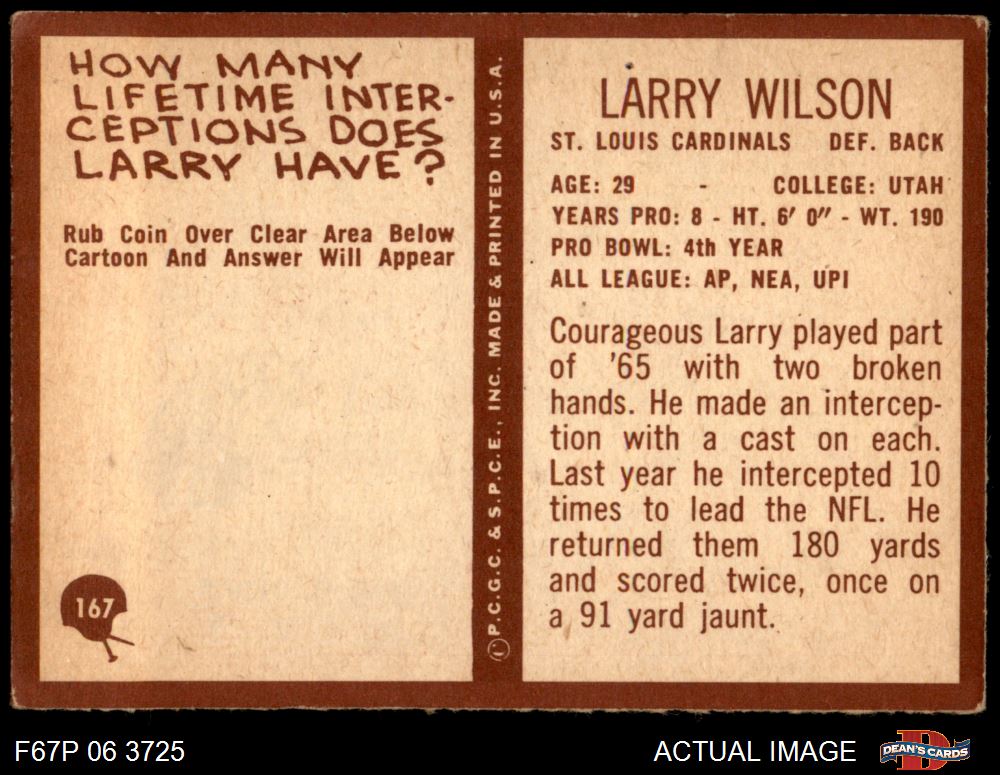 HOW MANY
LIFETIME INTER-
CEPTIONS DOES
LARRY HAVE?
Rub Coin Over Clear Area Below
Cartoon And Answer Will Appear
167
©P.C.G.C. & S.P.C.E., INC. MADE & PRINTED IN U.S.A.
LARRY WILSON
ST. LOUIS CARDINALS DEF. BACK
AGE: 29 - COLLEGE: UTAH
YEARS PRO: 8 - HT. 6' 0" - WT. 190
PRO BOWL: 4th YEAR
ALL LEAGUE: AP, NEA, UPI
Courageous Larry played part
of '65 with two broken
hands. He made an intercep-
tion with a cast on each.
Last year he intercepted 10
times to lead the NFL. He
returned them 180 yards
and scored twice, once on
a 91 yard jaunt.
F67P 06 3725
ACTUAL IMAGE
D
DEAN'S CARDS